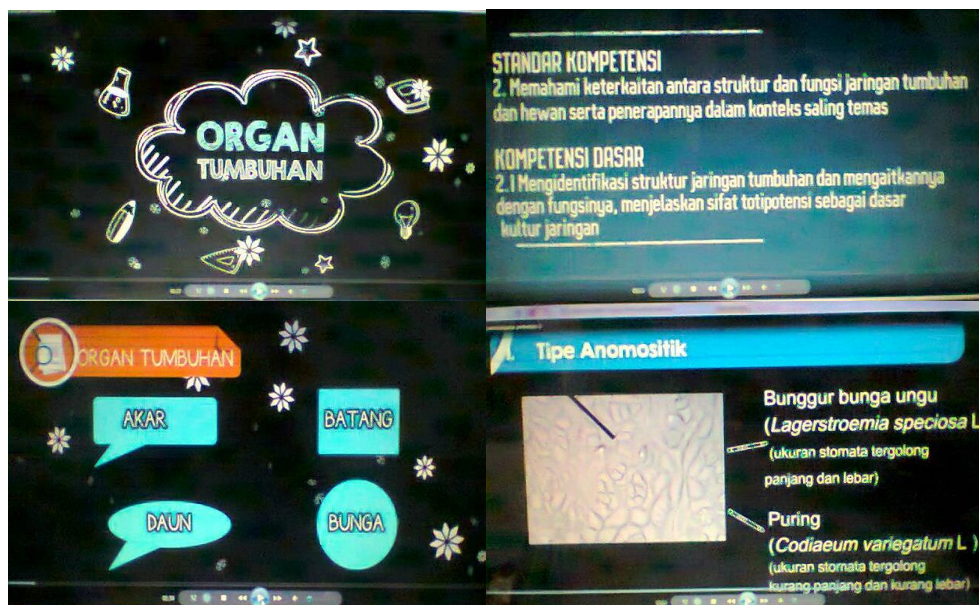 ORGAN
TUMBUHAN
STANDAR KOMPETENSI
2. Memahami keterkaitan antara struktur dan fungsi jaringan tumbuhan
dan hewan serta penerapannya dalam konteks saling temas
KOMPETENSI DASAR
2.1 Mengidentifikasi struktur jaringan tumbuhan dan mengaitkannya
dengan fungsinya, menjelaskan sifat totipotensi sebagai dasar
kultur jaringan
ORGAN TUMBUHAN
AKAR
BATANG
DAUN
BUNGA
Tipe Anomositik
Bunggur bunga ungu
(Lagerstroemia speciosa L
(ukuran stomata tergolong
panjang dan lebar)
Puring
(Codiaeum variegatum L )
(ukuran stomata tergolong
kurang panjang dan kurang lebar)